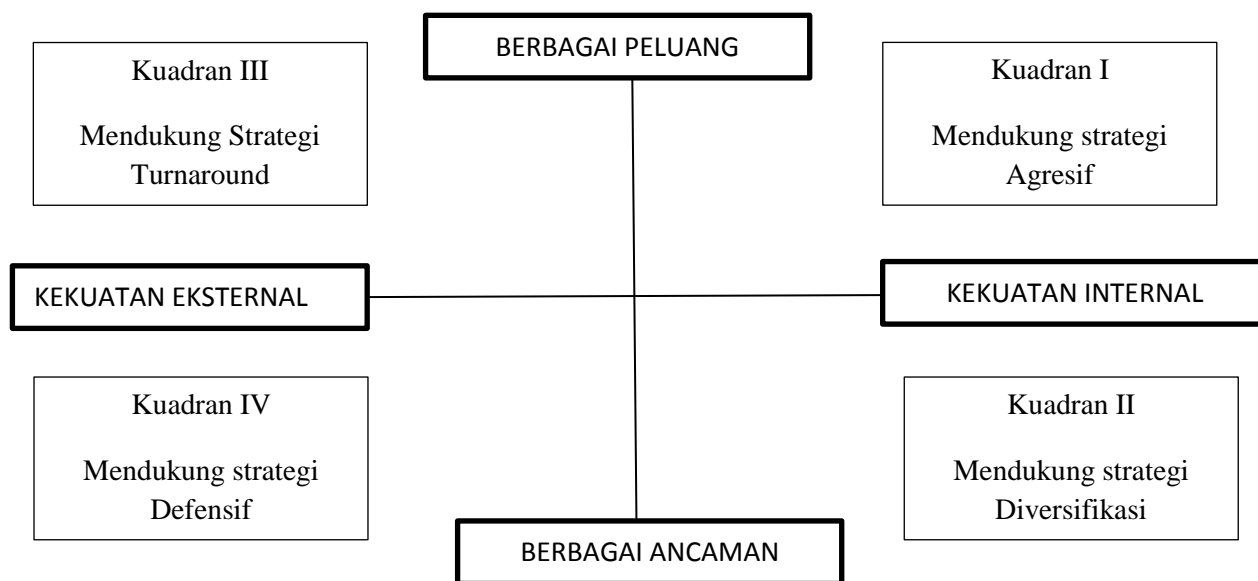 BERBAGAI PELUANG
Kuadran III
Mendukung Strategi
Turnaround
Kuadran I
Mendukung strategi
Agresif
KEKUATAN EKSTERNAL
KEKUATAN INTERNAL
Kuadran IV
Mendukung strategi
Defensif
Kuadran II
Mendukung strategi
Diversifikasi
BERBAGAI ANCAMAN